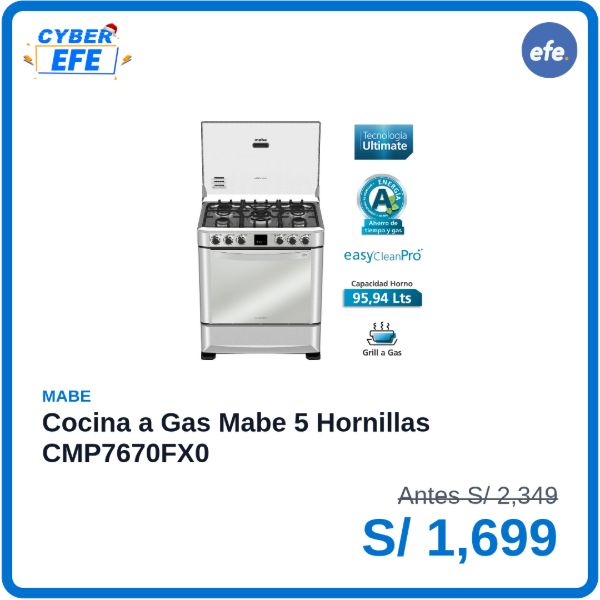 CYBER
EFE
efe.
mabe
Tecnología
Ultimate
ENERGÍA
A
Ahorro de
tiempo y gas
easyCleanPro
Capacidad Horno
95,94 Lts
Grill a Gas
MABE
Cocina a Gas Mabe 5 Hornillas
CMP7670FX0
Antes S/ 2,349
S/ 1,699